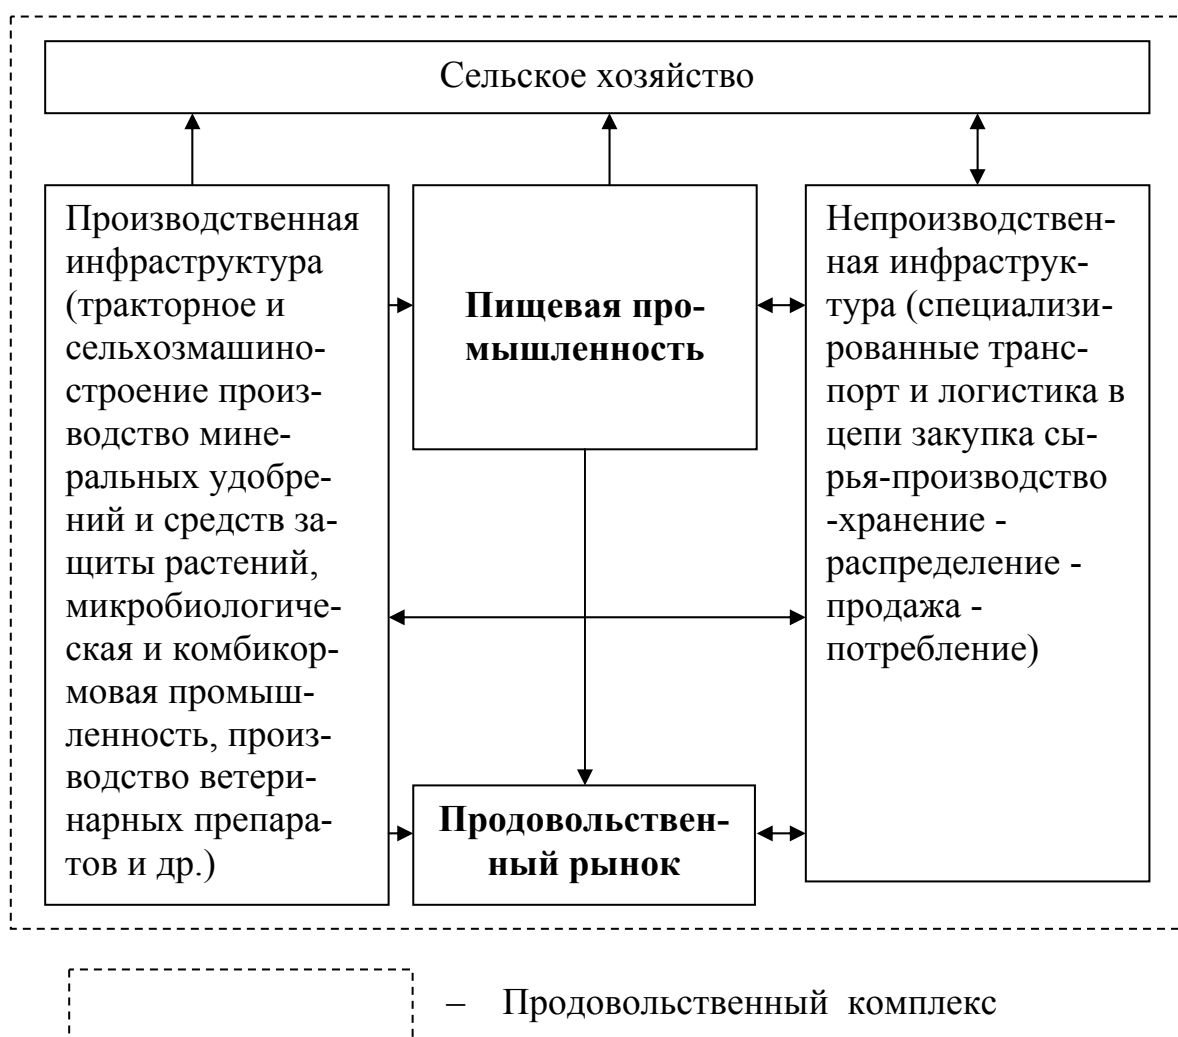 Сельское хозяйство
Производственная
инфраструктура
(тракторное и
сельхозмашино-
строение произ-
водство мине-
ральных удобре-
ний и средств за-
щиты растений,
микробиологиче-
ская и комбикор-
мовая промыш-
ленность, произ-
водство ветери-
нарных препара-
тов и др.)
Пищевая про-
мышленность
Продовольствен-
ный рынок
Непроизводствен-
ная инфраструк-
тура (специализи-
рованные транс-
порт и логистика в
цепи закупка сы-
рья-производство
-хранение -
распределение -
продажа -
потребление)
– Продовольственный комплекс